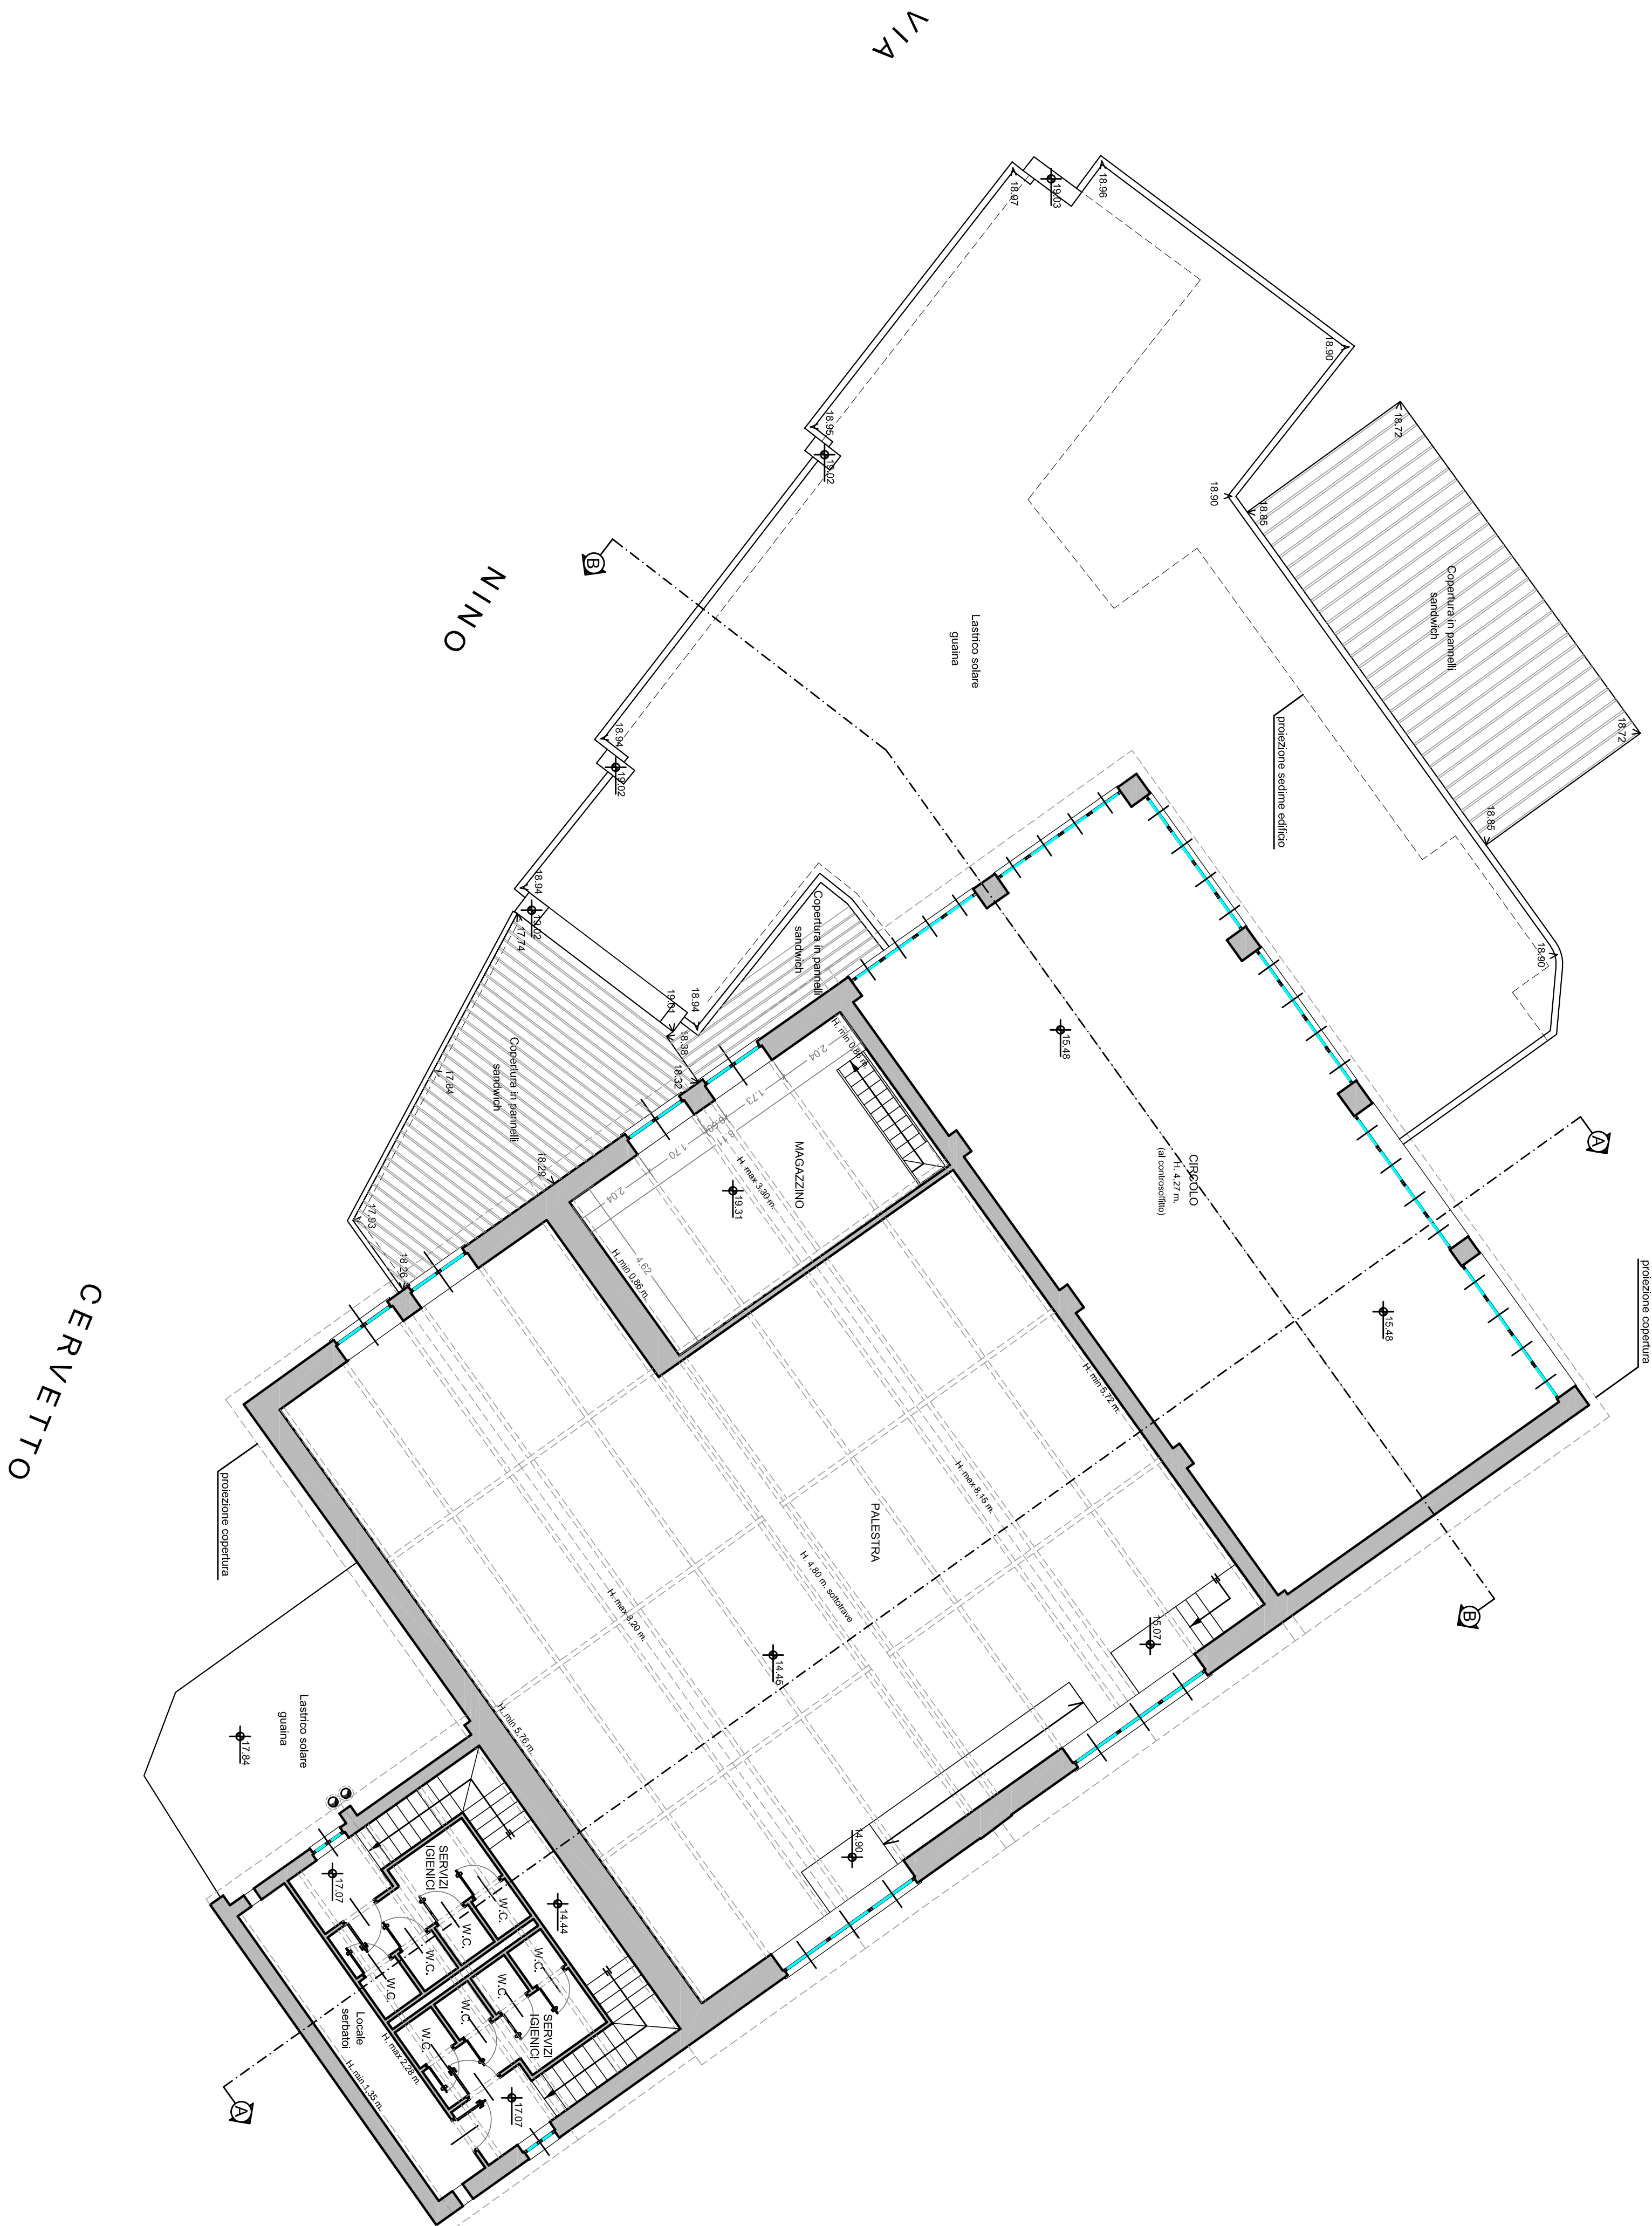 VIA
NINO
CERVETTO
18.97
19.03
18.96
18.90
18.95
19.02
18.90
18.85
18.72
Copertura in pannelli
sandwich
18.72
18.85
18.90
Lastrico solare
guaina
proiezione sedime edificio
18.94
19.02
18.94
19.02
17.74
Copertura in pannelli
sandwich
18.94
19.01
18.38
18.32
Copertura in pannelli
sandwich
17.84
18.29
17.93
18.26
H. min 0,86 m.
2.04
1.73
8.11
1.70
2.04
4.62
MAGAZZINO
H. max 3,30 m.
19.31
H. min 0,86 m.
15.48
CIRCOLO
H. 4,27 m.
(al controsoffitto)
15.48
A
B
proiezione copertura
H. min 5,72 m.
H. max 8,15 m.
PALESTRA
H. 4,80 m. sottotrave
H. max 8,20 m.
14.45
15.07
14.90
H. min 5,76 m.
B
proiezione copertura
Lastrico solare
guaina
17.84
17.07
SERVIZI
IGIENICI
W.C.
W.C.
W.C.
W.C.
14.44
W.C.
W.C.
W.C.
W.C.
SERVIZI
IGIENICI
17.07
Locale
serbatoi
H. max 2,28 m.
H. min 1,35 m.
A